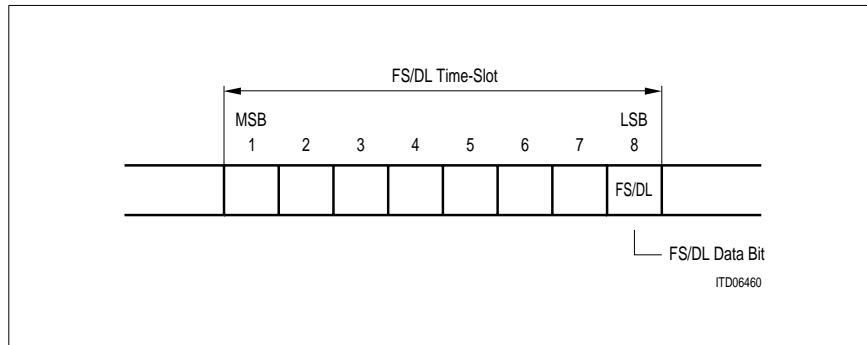 FS/DL Time-Slot
MSB LSB
1 2 3 4 5 6 7 8
FS/DL
FS/DL Data Bit
ITD06460